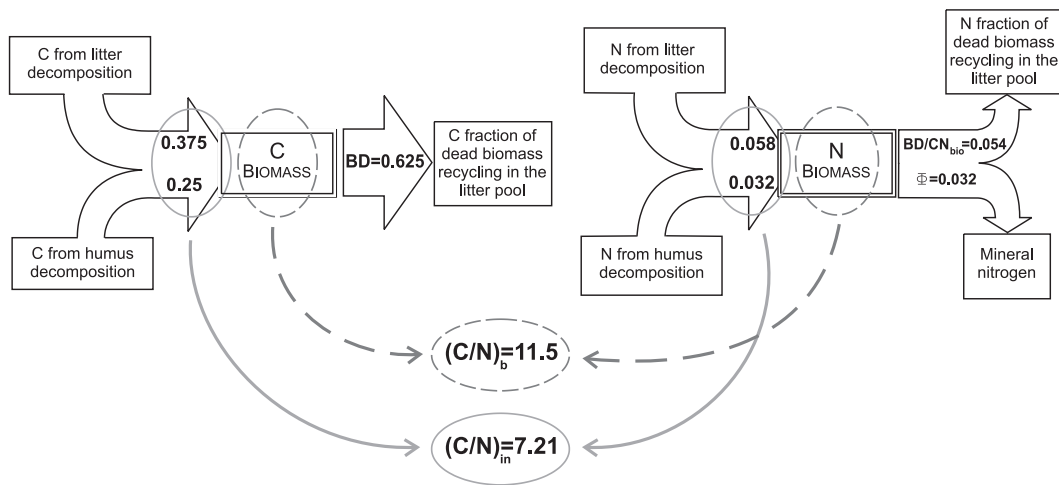 C from litter
decomposition
0.375
0.25
C from humus
decomposition
C
BIOMASS
BD=0.625
C fraction of
dead biomass
recycling in the
litter pool
N from litter
decomposition
0.058
0.032
N from humus
decomposition
N
BIOMASS
N fraction of
dead biomass
recycling in the
litter pool
BD/CNbio=0.054
Φ=0.032
Mineral
nitrogen
(C/N)b=11.5
(C/N)in=7.21